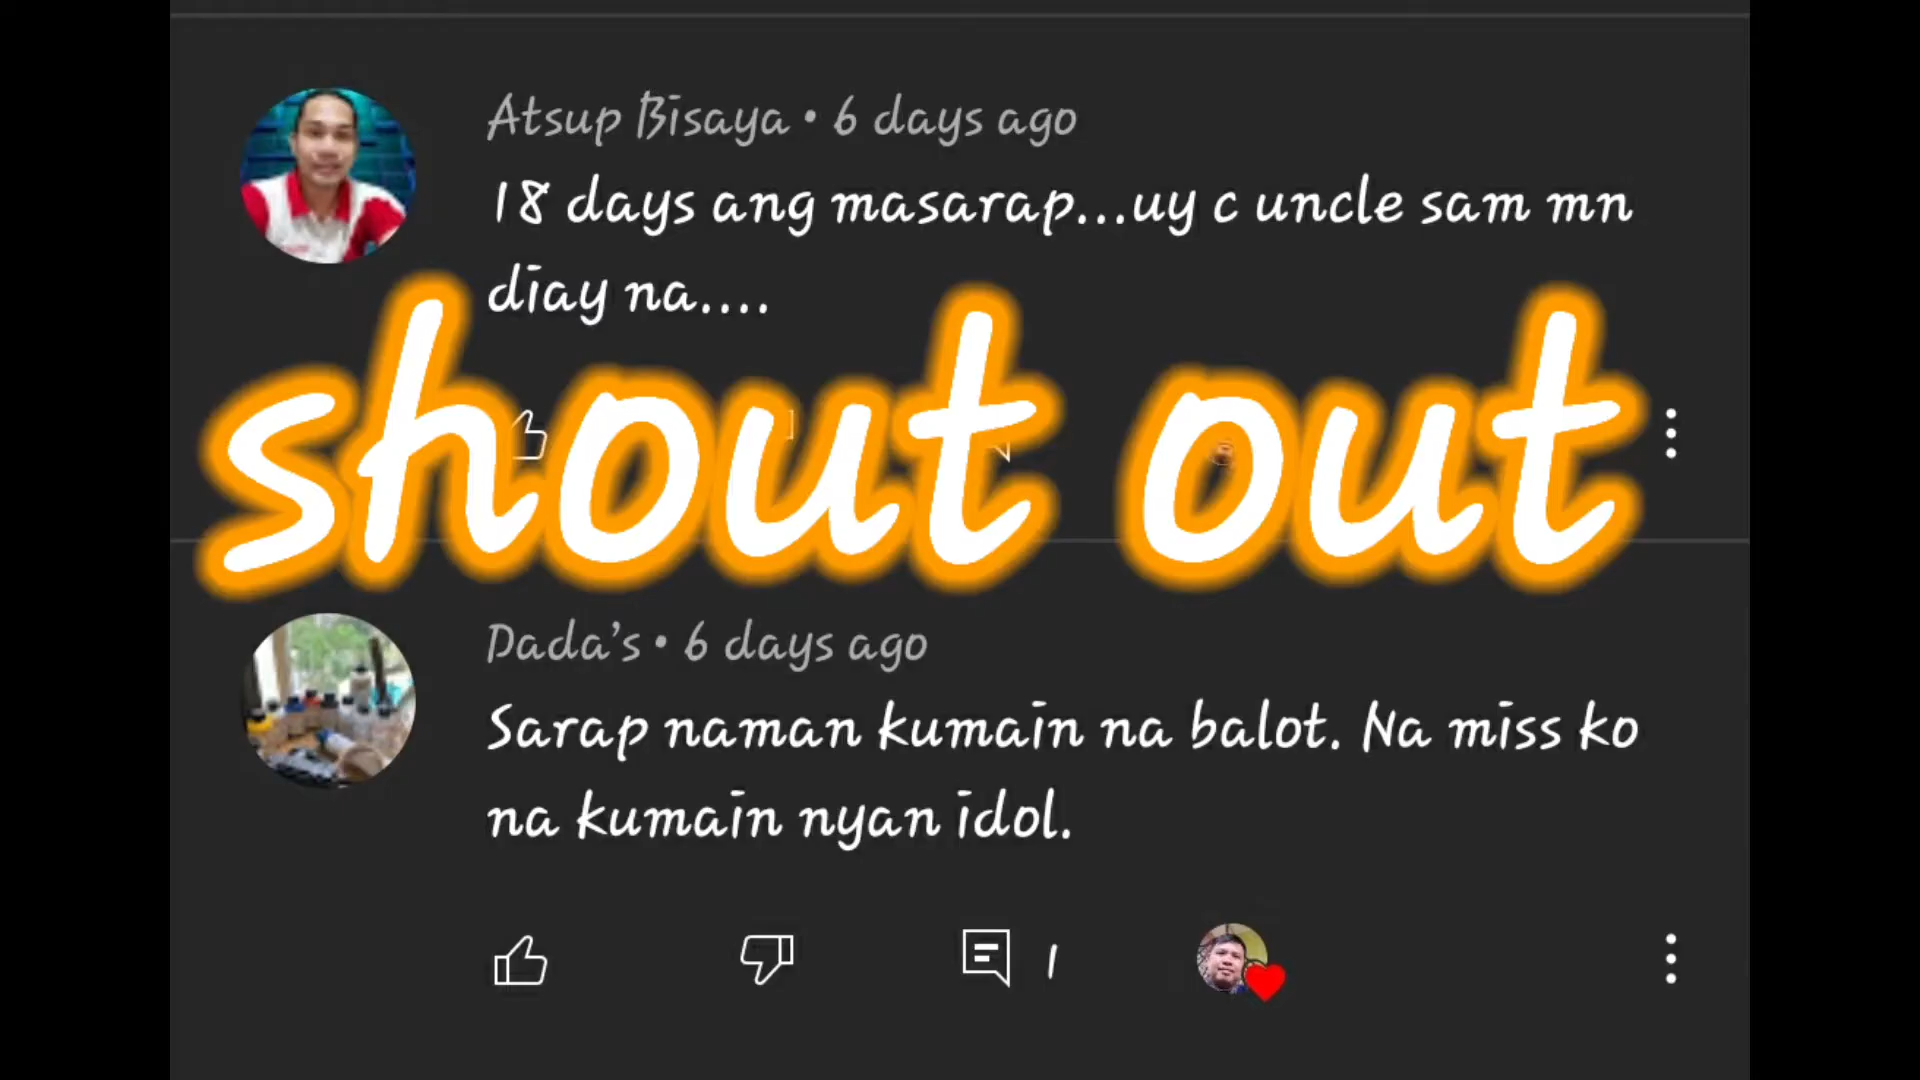 Atsup Bisaya • 6 days ago
18 days ang masarap...uy c uncle sam mn
diay na....
shout out
Dada's • 6 days ago
Sarap naman kumain na balot. Na miss ko
na kumain nyan idol.
1